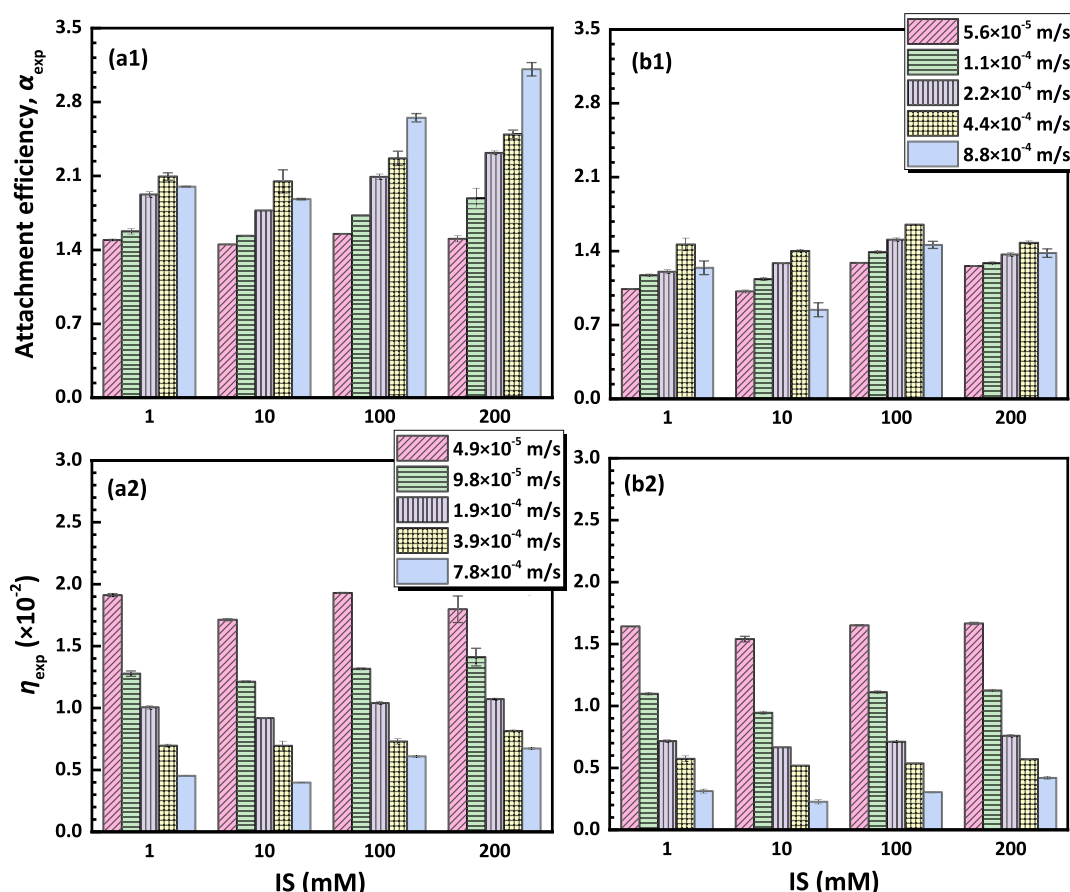 Attachment efficiency, αexp
3.5
2.8
2.1
1.4
0.7
0.0
(a1)
1
10
100
200
3.5
2.8
2.1
1.4
0.7
0.0
(b1)
5.6×10⁻⁵ m/s
1.1×10⁻⁴ m/s
2.2×10⁻⁴ m/s
4.4×10⁻⁴ m/s
8.8×10⁻⁴ m/s
1
10
100
200
ηexp (×10⁻²)
3.0
2.5
2.0
1.5
1.0
0.5
0.0
(a2)
4.9×10⁻⁵ m/s
9.8×10⁻⁵ m/s
1.9×10⁻⁴ m/s
3.9×10⁻⁴ m/s
7.8×10⁻⁴ m/s
1
10
100
200
IS (mM)
3.0
2.5
2.0
1.5
1.0
0.5
0.0
(b2)
1
10
100
200
IS (mM)